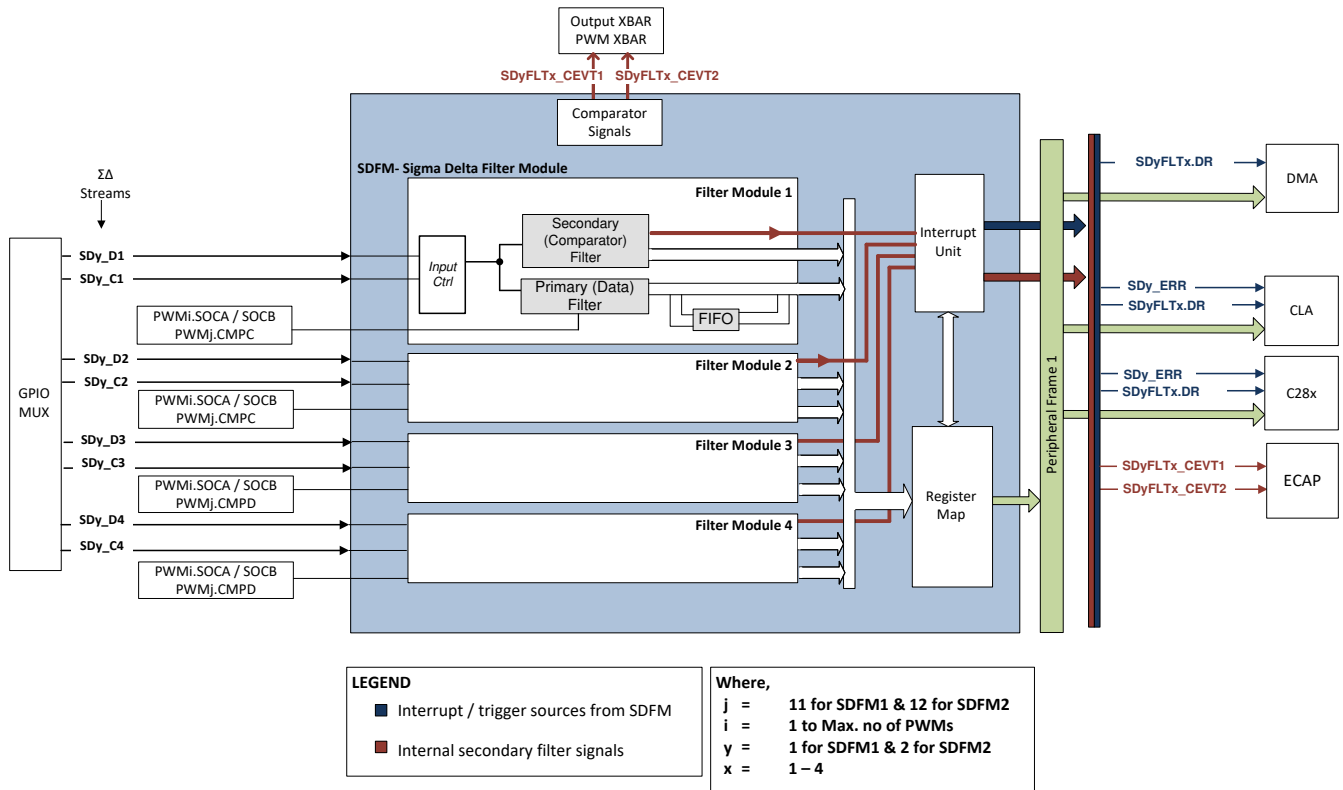 Output XBAR
PWM XBAR
SDyFLTx_CEVT1
SDyFLTx_CEVT2
Comparator
Signals
SDFM- Sigma Delta Filter Module
ΣΔ
Streams
GPIO
MUX
SDy_D1
SDy_C1
PWMi.SOCA / SOCB
PWMj.CMPC
SDy_D2
SDy_C2
PWMi.SOCA / SOCB
PWMj.CMPC
SDy_D3
SDy_C3
PWMi.SOCA / SOCB
PWMj.CMPD
SDy_D4
SDy_C4
PWMi.SOCA / SOCB
PWMj.CMPD
Filter Module 1
Input
Ctrl
Secondary
(Comparator)
Filter
Primary (Data)
Filter
FIFO
Filter Module 2
Filter Module 3
Filter Module 4
Interrupt
Unit
Register
Map
Peripheral Frame 1
SDyFLTx.DR
DMA
SDy_ERR
SDyFLTx.DR
CLA
SDy_ERR
SDyFLTx.DR
C28x
SDyFLTx_CEVT1
SDyFLTx_CEVT2
ECAP
LEGEND
Interrupt / trigger sources from SDFM
Internal secondary filter signals
Where,
j = 11 for SDFM1 & 12 for SDFM2
i = 1 to Max. no of PWMs
y = 1 for SDFM1 & 2 for SDFM2
x = 1 – 4